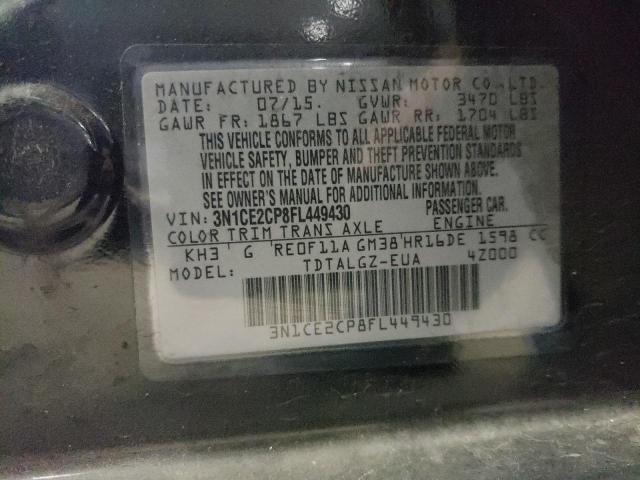 MANUFACTURED BY NISSAN MOTOR CO., LTD.
DATE: 07/15. GVWR: 3470 LBS
GAWR FR: 1867 LBS GAWR RR: 1704 LBS
THIS VEHICLE CONFORMS TO ALL APPLICABLE FEDERAL MOTOR
VEHICLE SAFETY, BUMPER AND THEFT PREVENTION STANDARDS
IN EFFECT ON THE DATE OF MANUFACTURE SHOWN ABOVE.
SEE OWNER'S MANUAL FOR ADDITIONAL INFORMATION.
VIN: 3N1CE2CP8FL449430 PASSENGER CAR.
COLOR TRIM TRANS AXLE ENGINE
KH3 G RE0F11A GM38 HR16DE 1598 CC
MODEL: TDTALGZ-EUA 4Z000
3N1CE2CP8FL449430